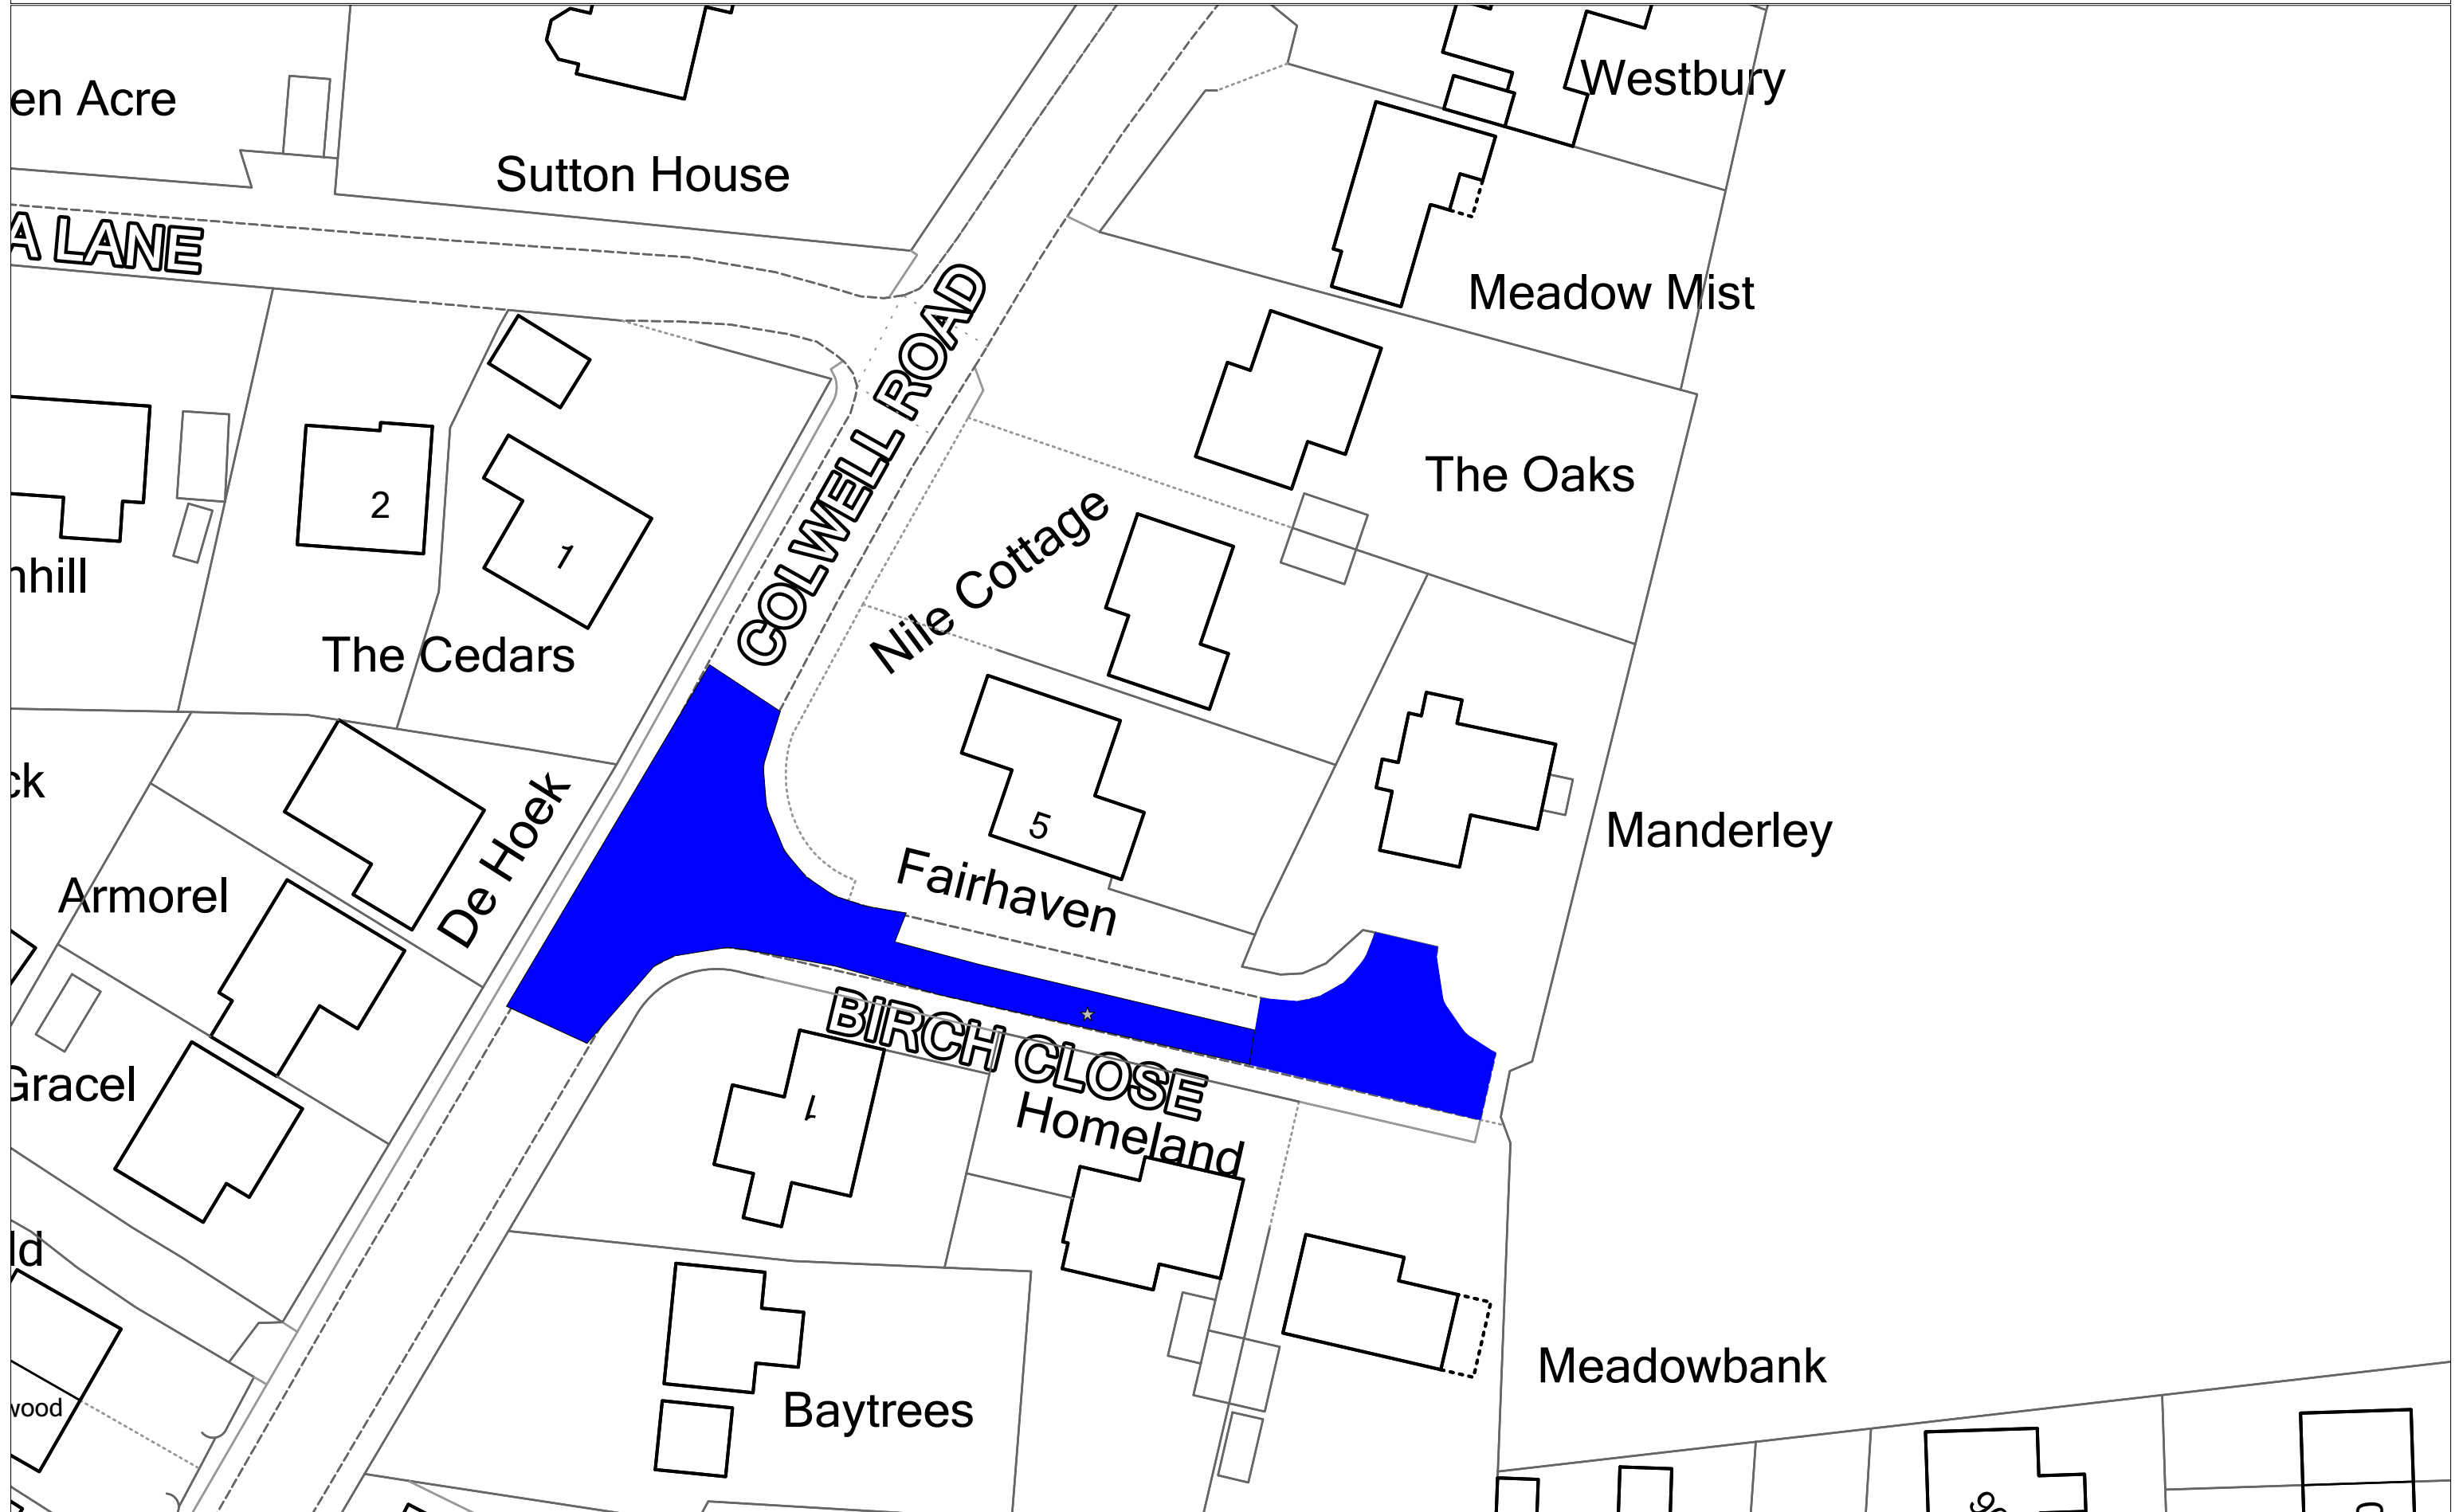 Westbury
en Acre
Sutton House
A LANE
Meadow Mist
COLWELL ROAD
The Oaks
2
1
Nile Cottage
nhill
The Cedars
ck
De Hoek
5
Manderley
Fairhaven
Armorel
BIRCH CLOSE
Gracel
Homeland
ld
Meadowbank
wood
Baytrees